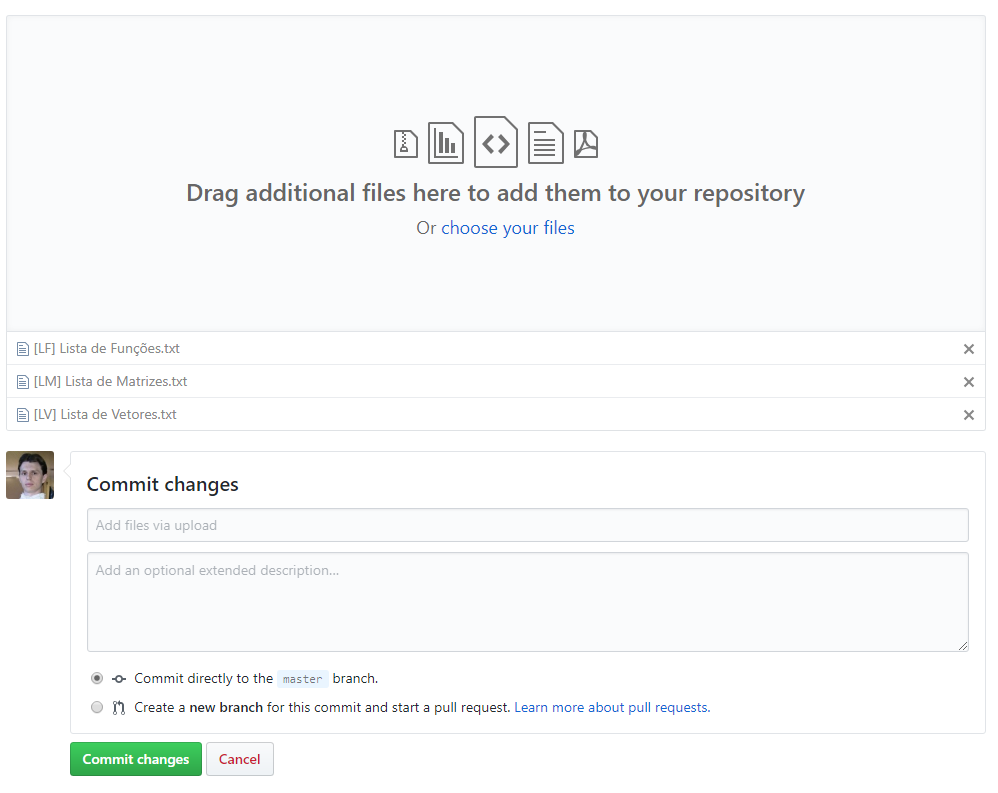 Drag additional files here to add them to your repository
Or choose your files
[LF] Lista de Funções.txt
[LM] Lista de Matrizes.txt
[LV] Lista de Vetores.txt
Commit changes
Add files via upload
Add an optional extended description...
Commit directly to the master branch.
Create a new branch for this commit and start a pull request. Learn more about pull requests.
Commit changes Cancel